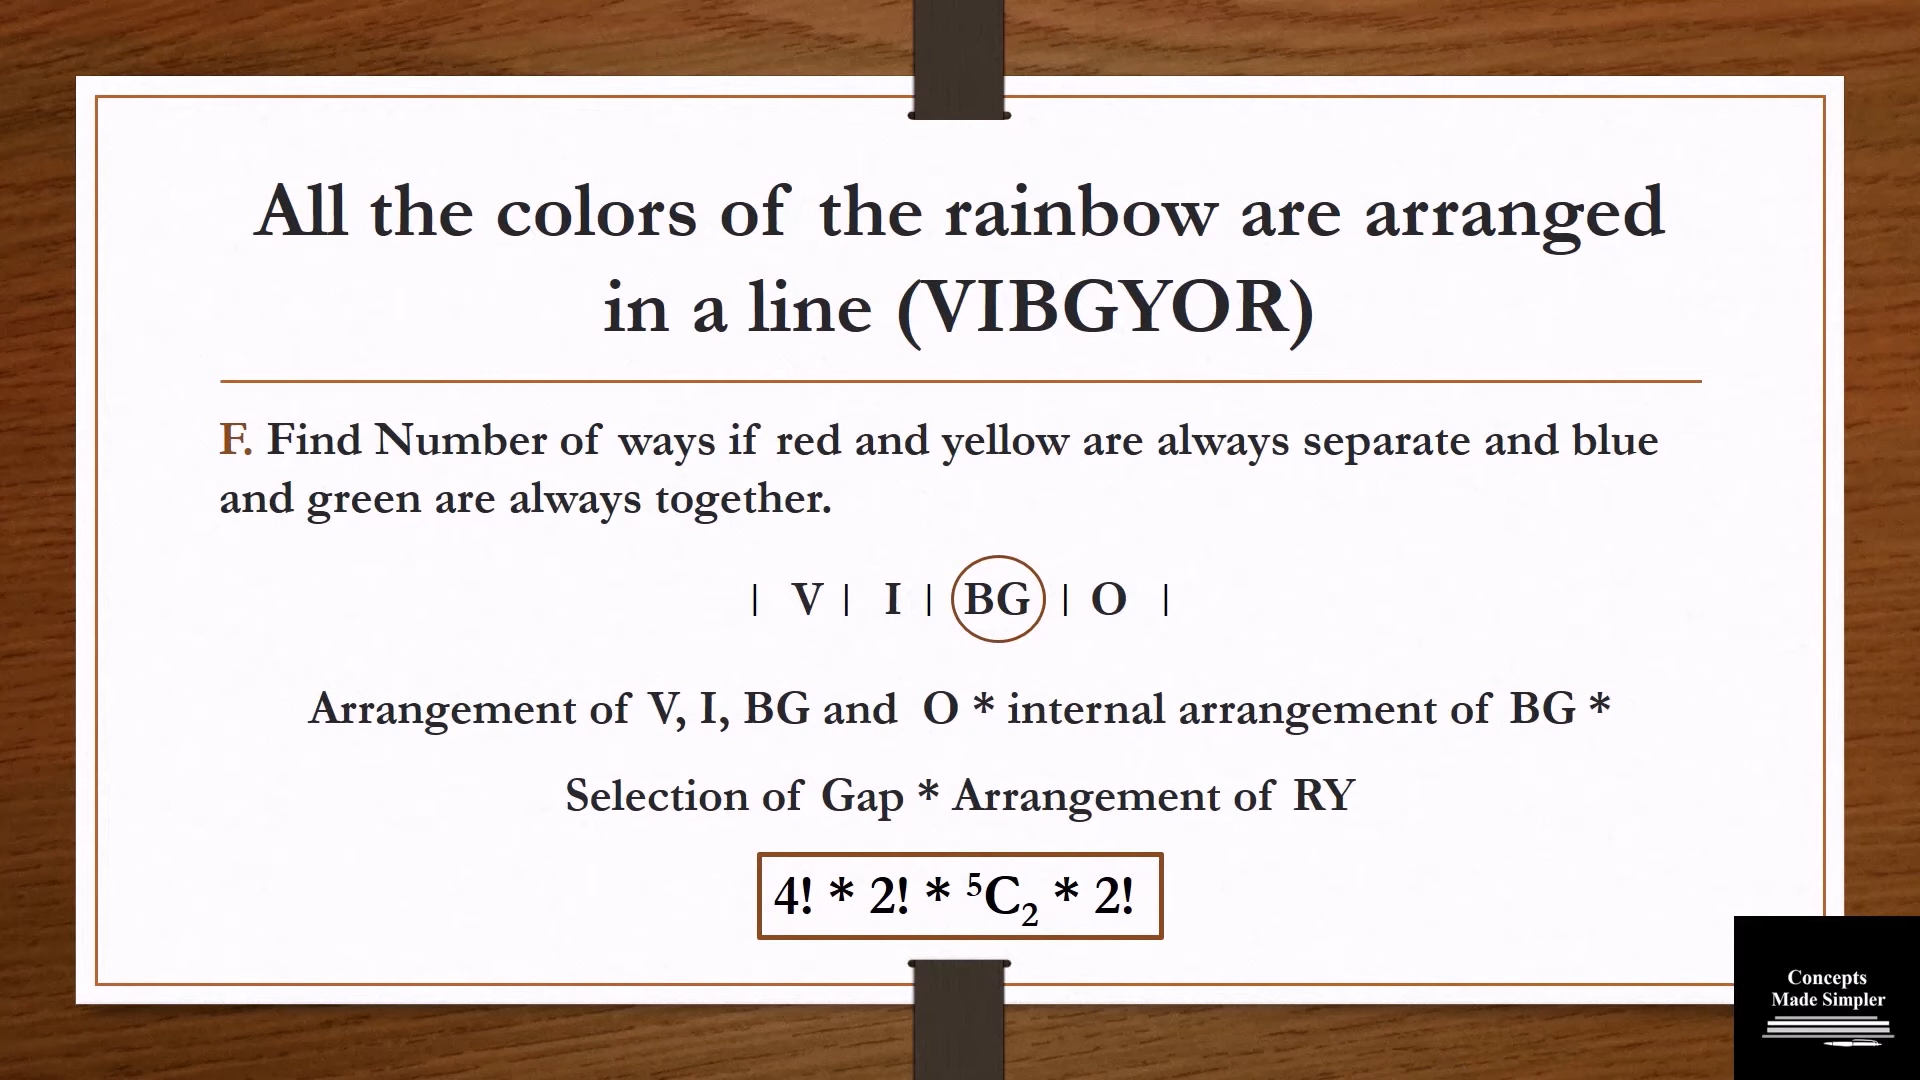 All the colors of the rainbow are arranged
in a line (VIBGYOR)
F. Find Number of ways if red and yellow are always separate and blue
and green are always together.
| V | I | BG | O |
Arrangement of V, I, BG and O * internal arrangement of BG *
Selection of Gap * Arrangement of RY
4! * 2! * ⁵C₂ * 2!
Concepts
Made Simpler